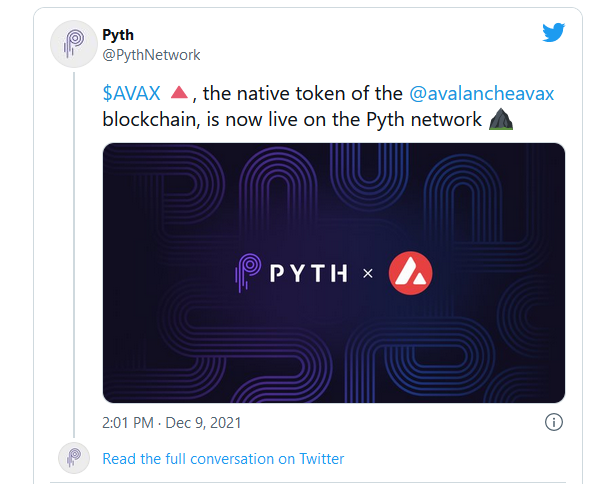 Pyth
@PythNetwork
$AVAX 🔺, the native token of the @avalancheavax
blockchain, is now live on the Pyth network ⛰️
PYTH ×
2:01 PM · Dec 9, 2021
Read the full conversation on Twitter